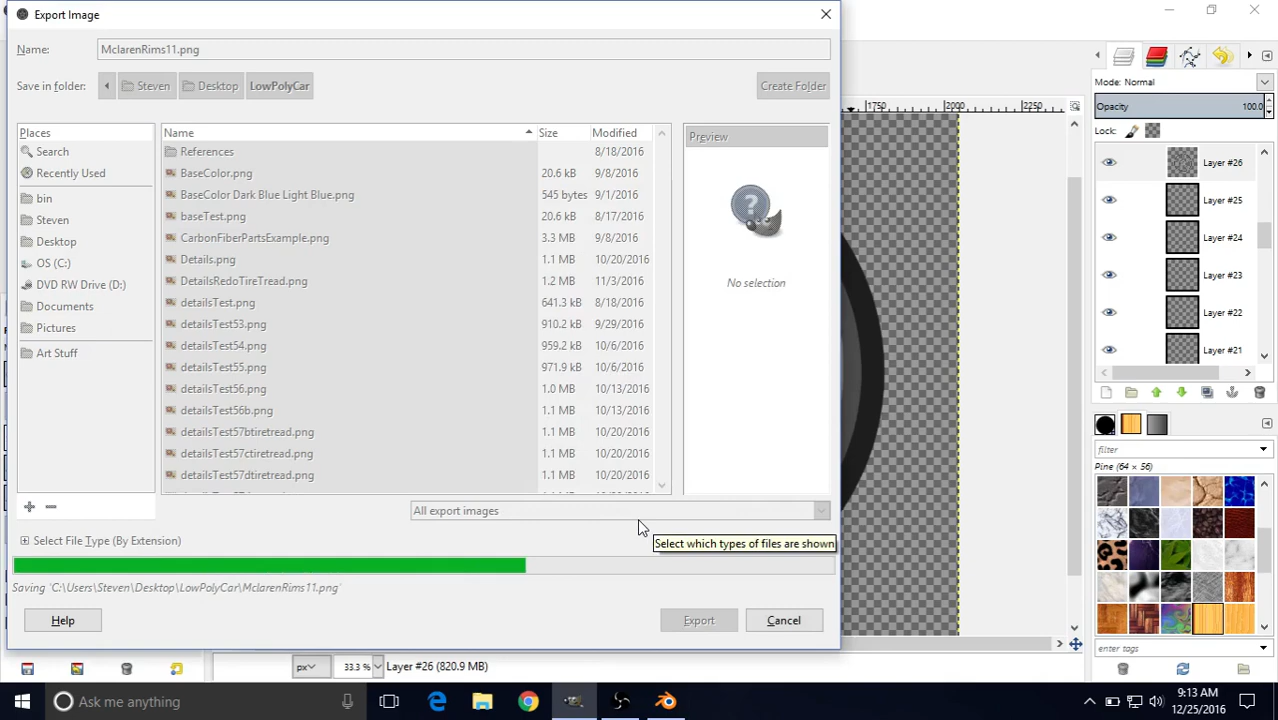 Export Image
Name: MclarenRims11.png
Save in folder: Steven Desktop LowPolyCar Create Folder
Places Name Size Modified Preview
Search References 8/18/2016
Recently Used BaseColor.png 20.6 kB 9/8/2016
bin BaseColor Dark Blue Light Blue.png 545 bytes 9/1/2016
Steven baseTest.png 20.6 kB 8/17/2016
Desktop CarbonFiberPartsExample.png 3.3 MB 9/8/2016
OS (C:) Details.png 1.1 MB 10/20/2016
DVD RW Drive (D:) DetailsRedoTireTread.png 1.2 MB 11/3/2016
Documents detailsTest.png 641.3 kB 8/18/2016
Pictures detailsTest53.png 910.2 kB 9/29/2016
Art Stuff detailsTest54.png 959.2 kB 10/6/2016
detailsTest55.png 971.9 kB 10/6/2016
detailsTest56.png 1.0 MB 10/13/2016
detailsTest56b.png 1.1 MB 10/13/2016
detailsTest57btiretread.png 1.1 MB 10/20/2016
detailsTest57ctiretread.png 1.1 MB 10/20/2016
detailsTest57dtiretread.png 1.1 MB 10/20/2016
No selection
All export images
Select File Type (By Extension)
Select which types of files are shown
Saving 'C:\Users\Steven\Desktop\LowPolyCar\MclarenRims11.png'
Help Export Cancel
1750 2000 2250
px 33.3 % Layer #26 (820.9 MB)
Mode: Normal
Opacity 100.0
Lock:
Layer #26
Layer #25
Layer #24
Layer #23
Layer #22
Layer #21
filter
Pine (64 × 56)
enter tags
Ask me anything
9:13 AM
12/25/2016